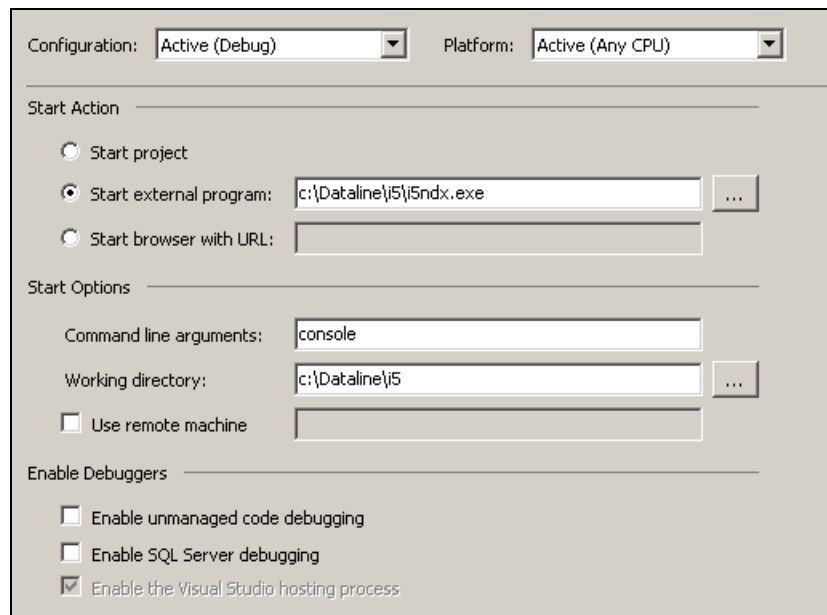 Configuration: Active (Debug) Platform: Active (Any CPU)
Start Action
Start project
Start external program: c:\Dataline\i5\i5ndx.exe ...
Start browser with URL:
Start Options
Command line arguments: console
Working directory: c:\Dataline\i5 ...
Use remote machine
Enable Debuggers
Enable unmanaged code debugging
Enable SQL Server debugging
Enable the Visual Studio hosting process